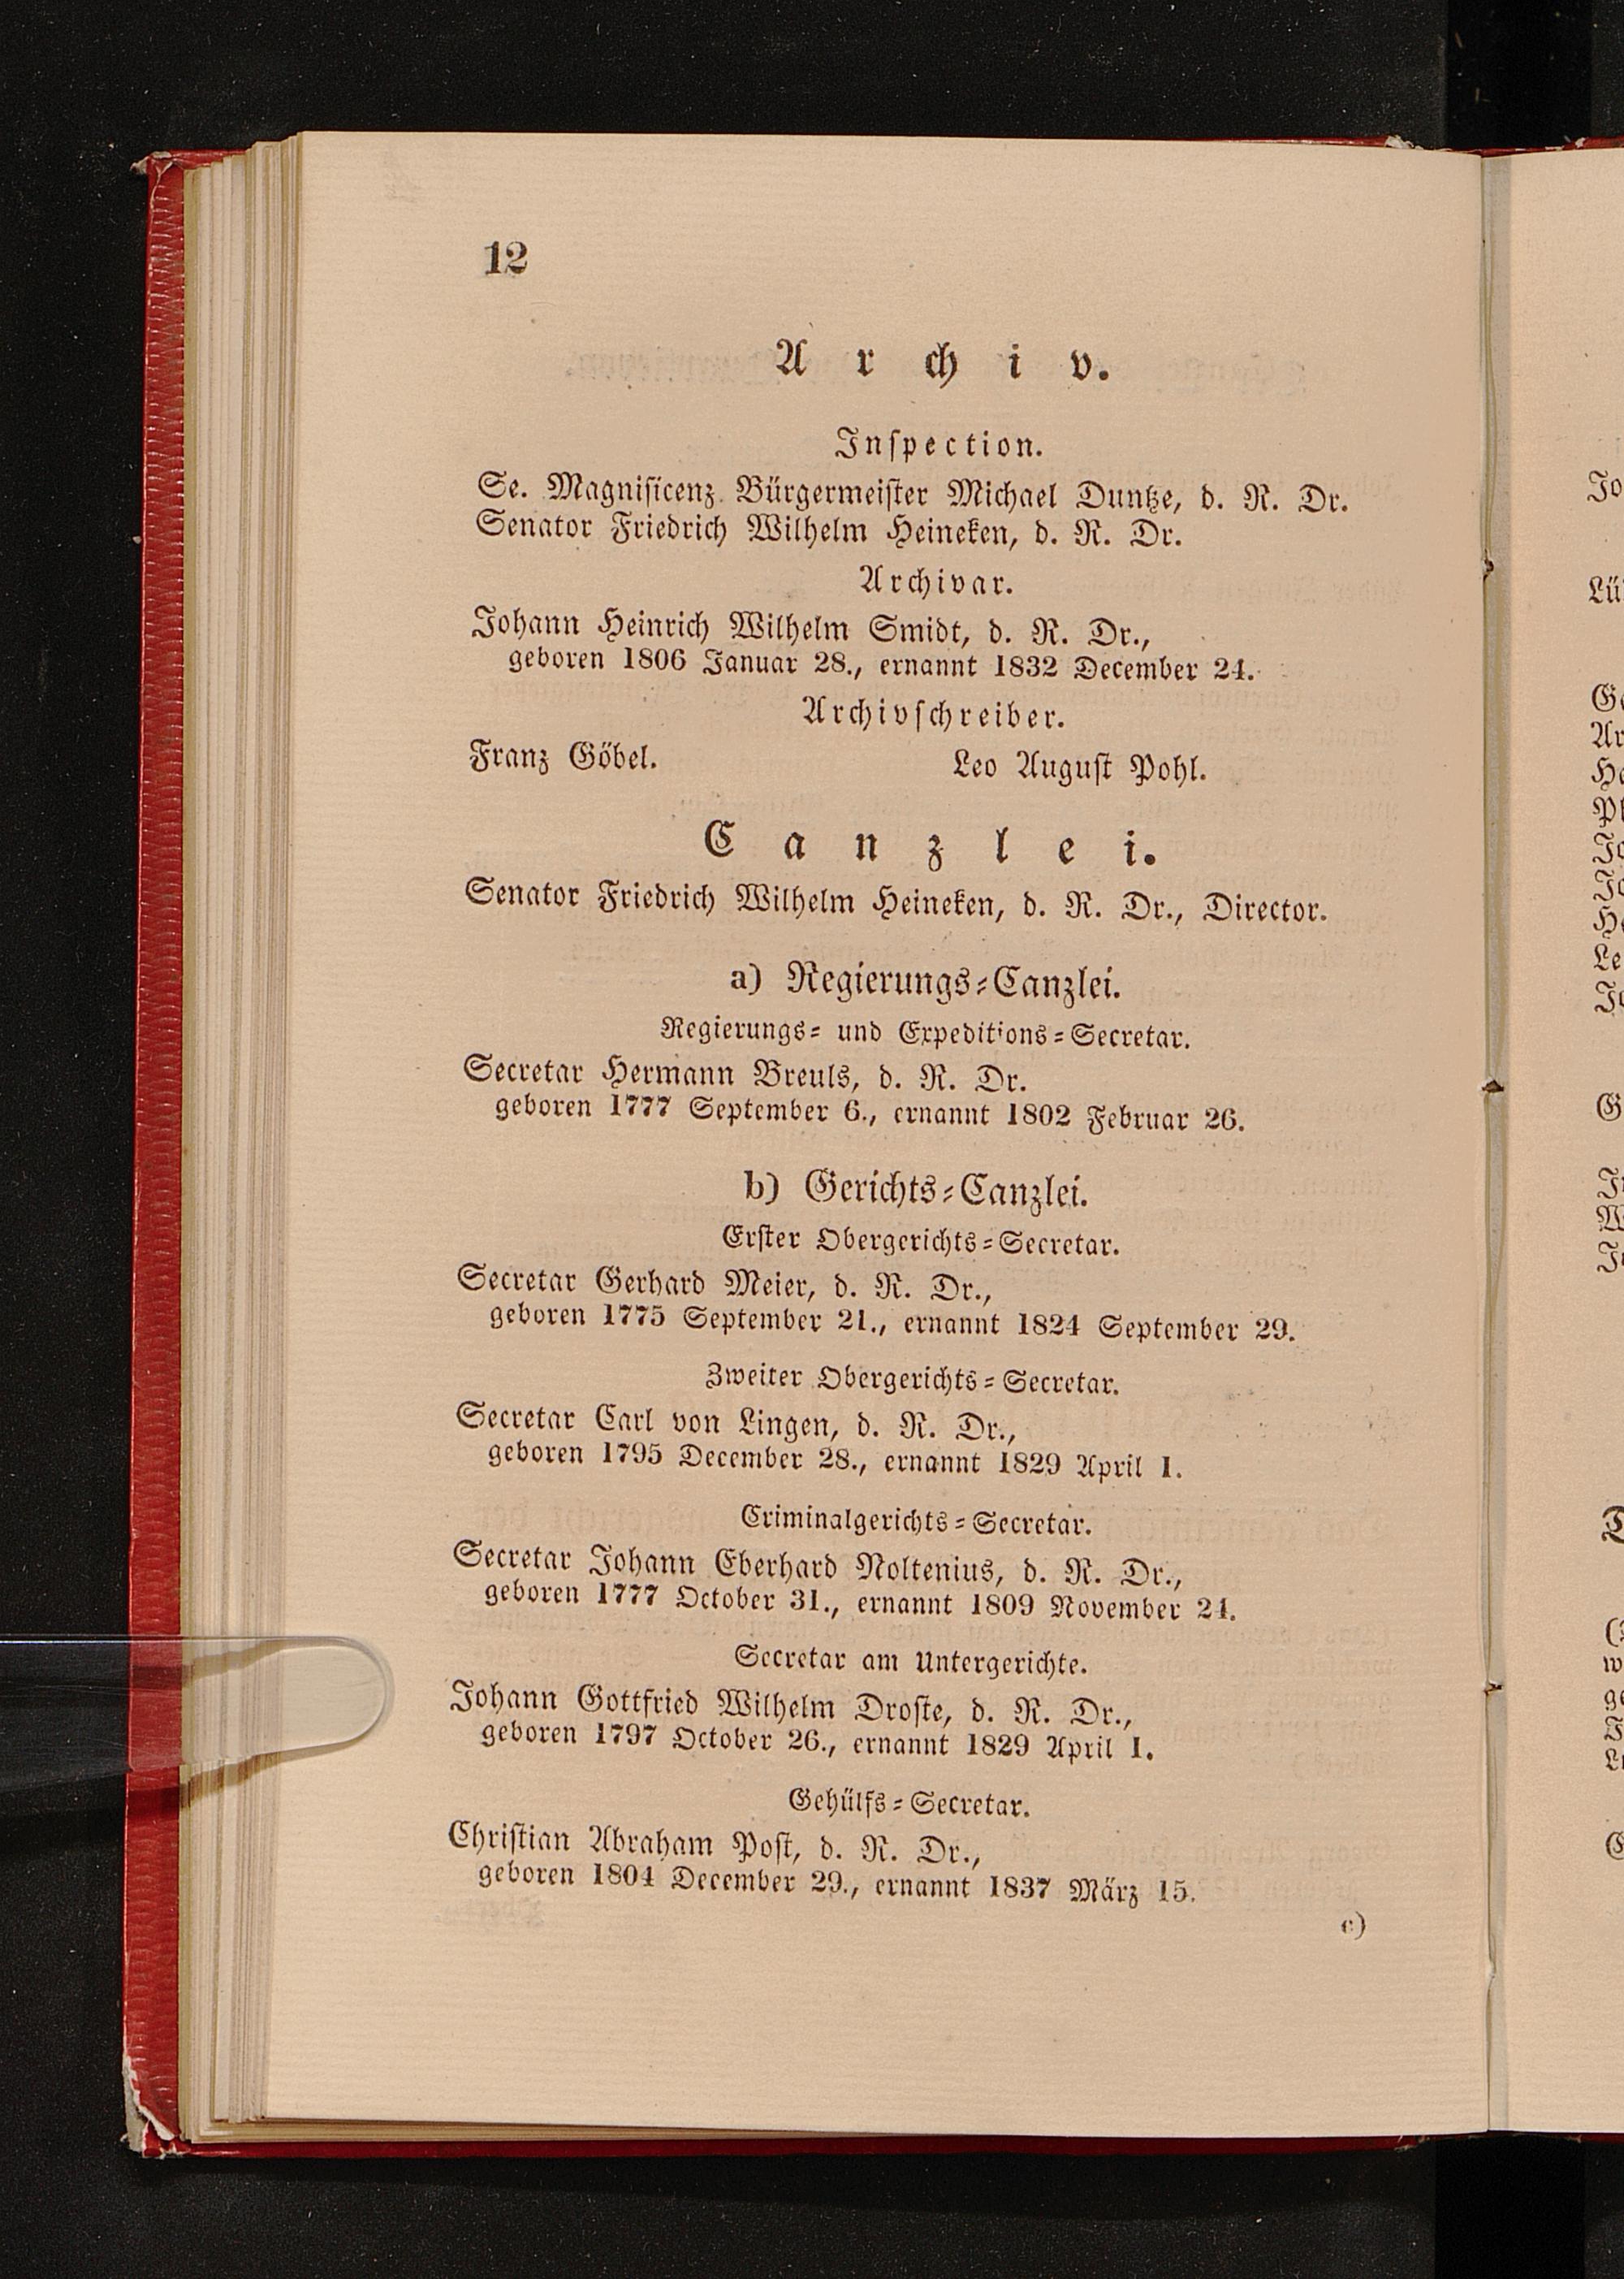 12
Archiv.
Inspection.
Se. Magnificenz Bürgermeister Michael Duntze, d. R. Dr.
Senator Friedrich Wilhelm Heineken, d. R. Dr.
Archivar.
Johann Heinrich Wilhelm Smidt, d. R. Dr.,
geboren 1806 Januar 28., ernannt 1832 December 24.
Archivschreiber.
Franz Göbel. Leo August Pohl.
Canzlei.
Senator Friedrich Wilhelm Heineken, d. R. Dr., Director.
a) Regierungs=Canzlei.
Regierungs= und Expeditions=Secretar.
Secretar Hermann Breuls, d. R. Dr.
geboren 1777 September 6., ernannt 1802 Februar 26.
b) Gerichts=Canzlei.
Erster Obergerichts=Secretar.
Secretar Gerhard Meier, d. R. Dr.,
geboren 1775 September 21., ernannt 1824 September 29.
Zweiter Obergerichts=Secretar.
Secretar Carl von Lingen, d. R. Dr.,
geboren 1795 December 28., ernannt 1829 April 1.
Criminalgerichts=Secretar.
Secretar Johann Eberhard Noltenius, d. R. Dr.,
geboren 1777 October 31., ernannt 1809 November 24.
Secretar am Untergerichte.
Johann Gottfried Wilhelm Droste, d. R. Dr.,
geboren 1797 October 26., ernannt 1829 April 1.
Gehülfs=Secretar.
Christian Abraham Post, d. R. Dr.,
geboren 1804 December 29., ernannt 1837 März 15.
c)